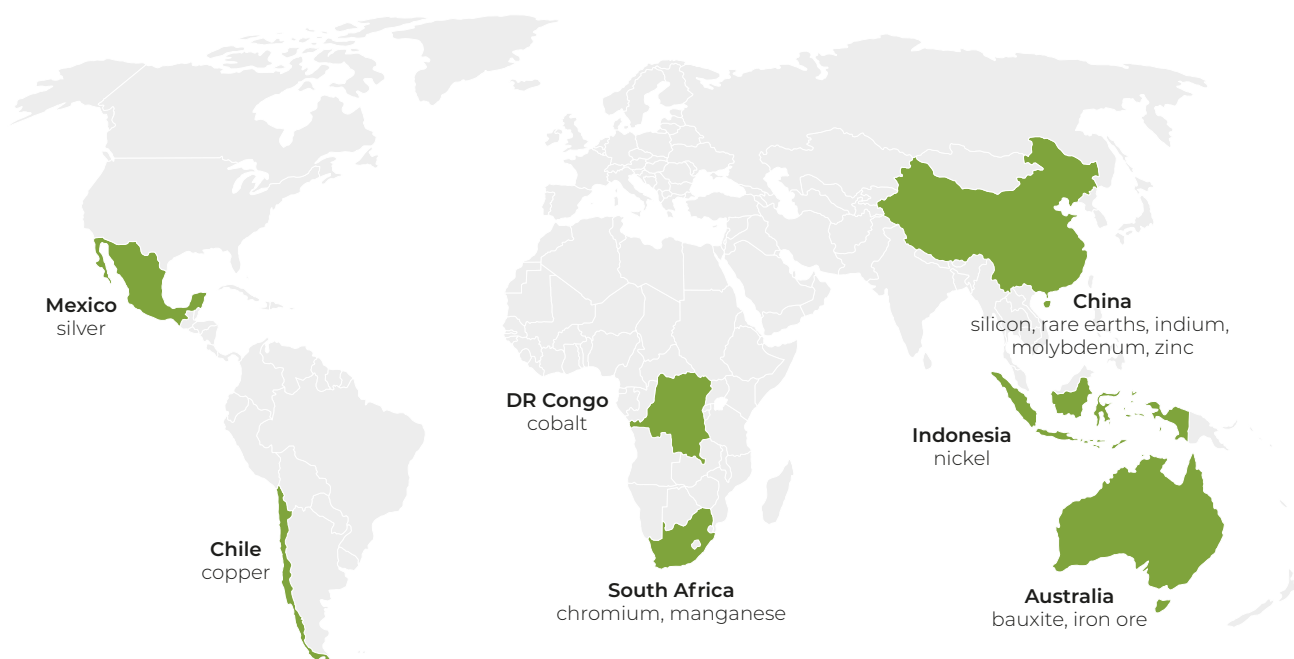 Mexico
silver
China
silicon, rare earths, indium,
molybdenum, zinc
DR Congo
cobalt
Indonesia
nickel
Chile
copper
South Africa
chromium, manganese
Australia
bauxite, iron ore